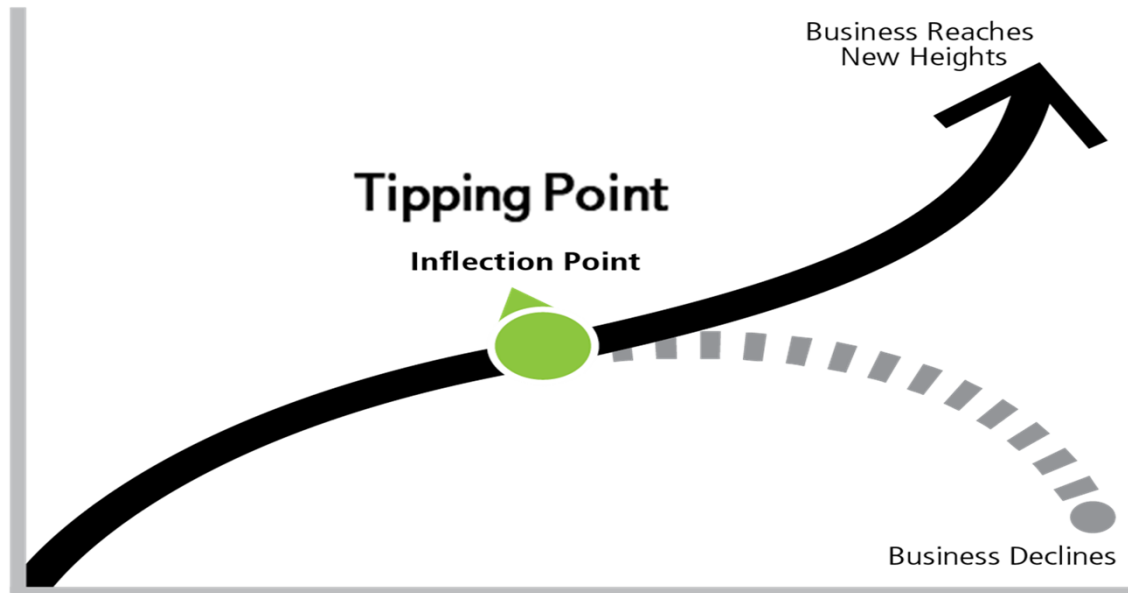 Business Reaches
New Heights
Tipping Point
Inflection Point
Business Declines